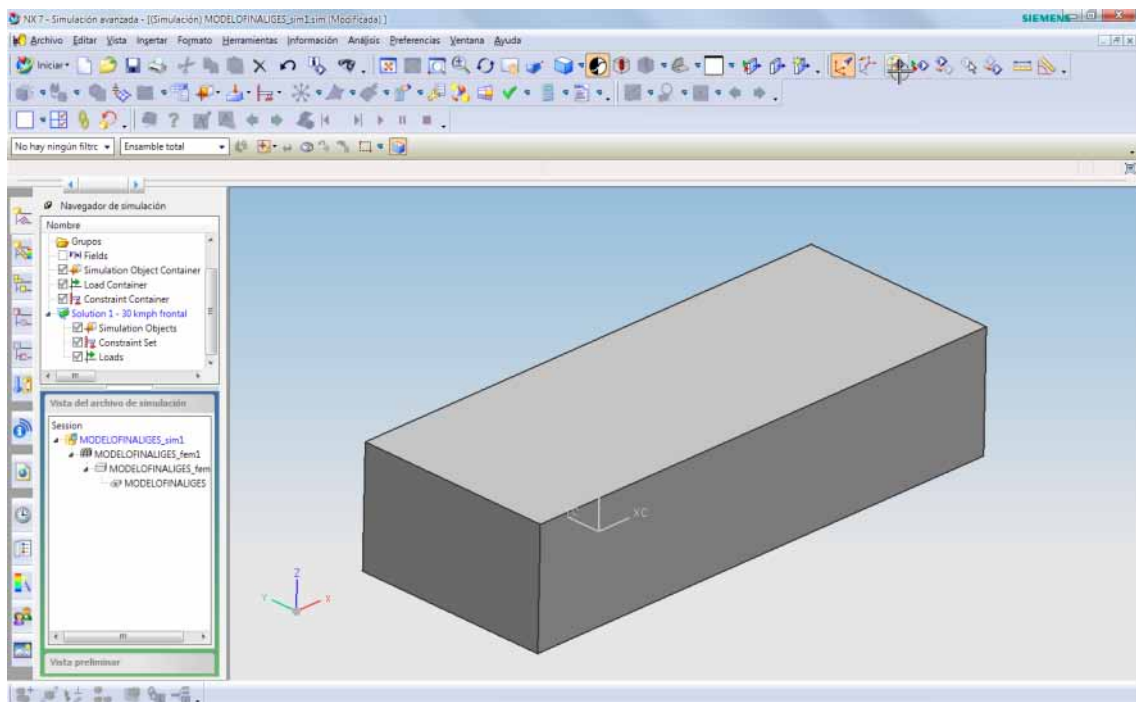 NX 7 - Simulación avanzada - [(Simulación) MODELOFINALIGES_sim1.sim (Modificada) ]
SIEMENS
Archivo Editar Vista Insertar Formato Herramientas Información Análisis Preferencias Ventana Ayuda
Iniciar
No hay ningún filtrc
Ensamble total
Navegador de simulación
Nombre
Grupos
Fields
Simulation Object Container
Load Container
Constraint Container
Solution 1 - 30 kmph frontal
Simulation Objects
Constraint Set
Loads
Vista del archivo de simulación
Session
MODELOFINALIGES_sim1
MODELOFINALIGES_fem1
MODELOFINALIGES_fem
MODELOFINALIGES
Vista preliminar
XC
Z
Y
X